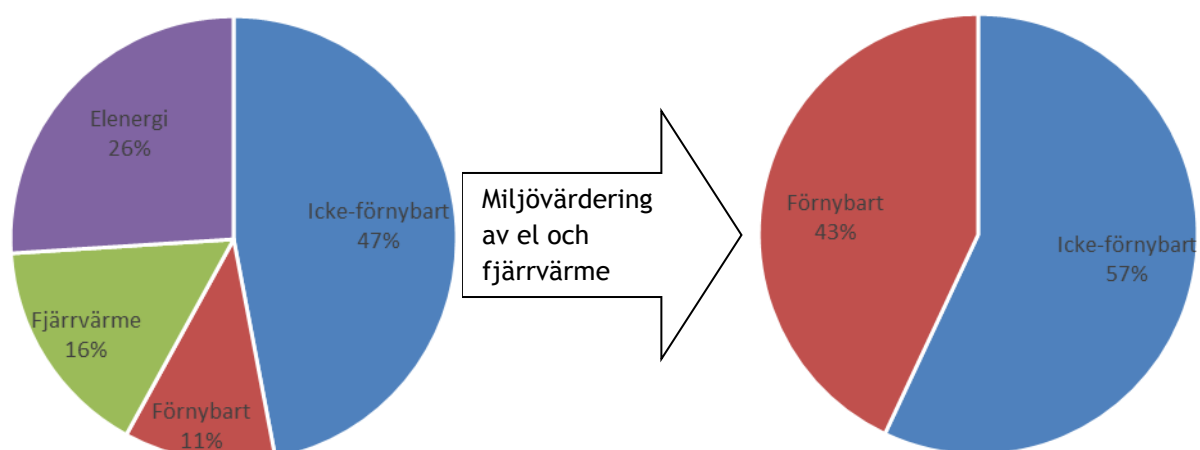 Elenergi
26%
Icke-förnybart
47%
Fjärrvärme
16%
Förnybart
11%
Miljövärdering
av el och
fjärrvärme
Förnybart
43%
Icke-förnybart
57%